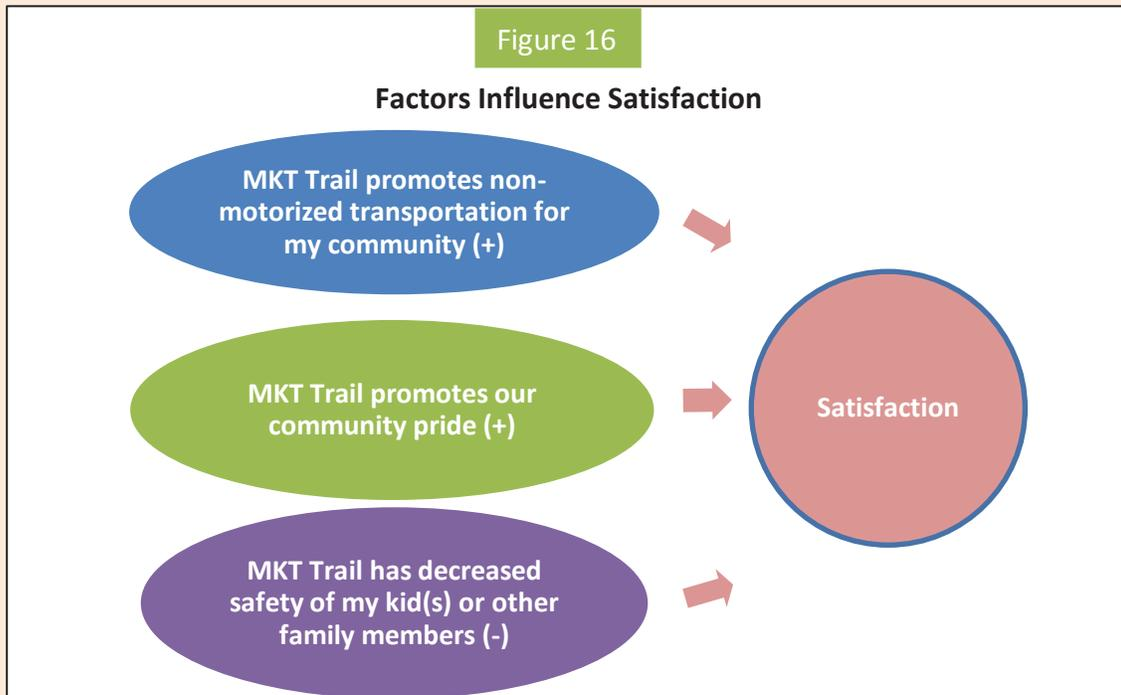 Figure 16
Factors Influence Satisfaction
MKT Trail promotes non-
motorized transportation for
my community (+)
MKT Trail promotes our
community pride (+)
Satisfaction
MKT Trail has decreased
safety of my kid(s) or other
family members (-)